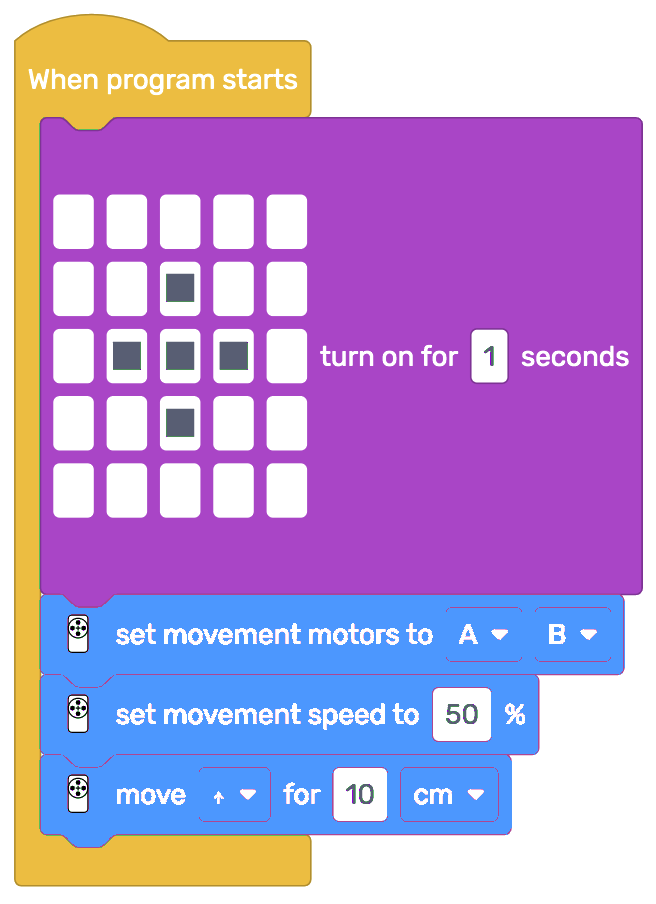 When program starts
turn on for 1 seconds
set movement motors to A B
set movement speed to 50 %
move ↑ for 10 cm